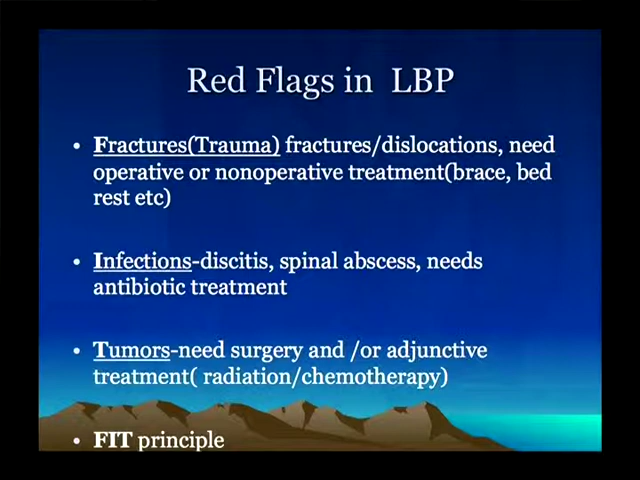 Red Flags in LBP
• Fractures(Trauma) fractures/dislocations, need
operative or nonoperative treatment(brace, bed
rest etc)
• Infections-discitis, spinal abscess, needs
antibiotic treatment
• Tumors-need surgery and /or adjunctive
treatment( radiation/chemotherapy)
• FIT principle